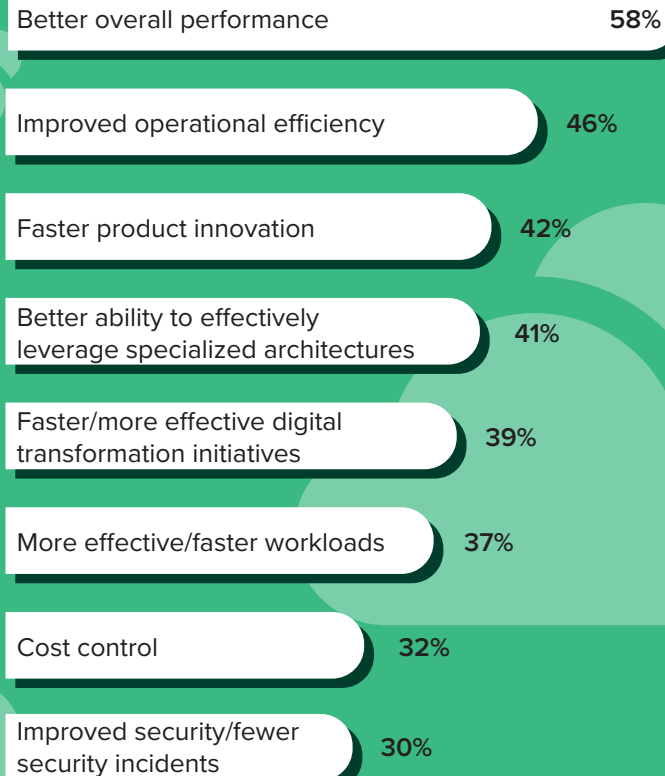 Better overall performance 58%
Improved operational efficiency 46%
Faster product innovation 42%
Better ability to effectively
leverage specialized architectures 41%
Faster/more effective digital
transformation initiatives 39%
More effective/faster workloads 37%
Cost control 32%
Improved security/fewer
security incidents 30%